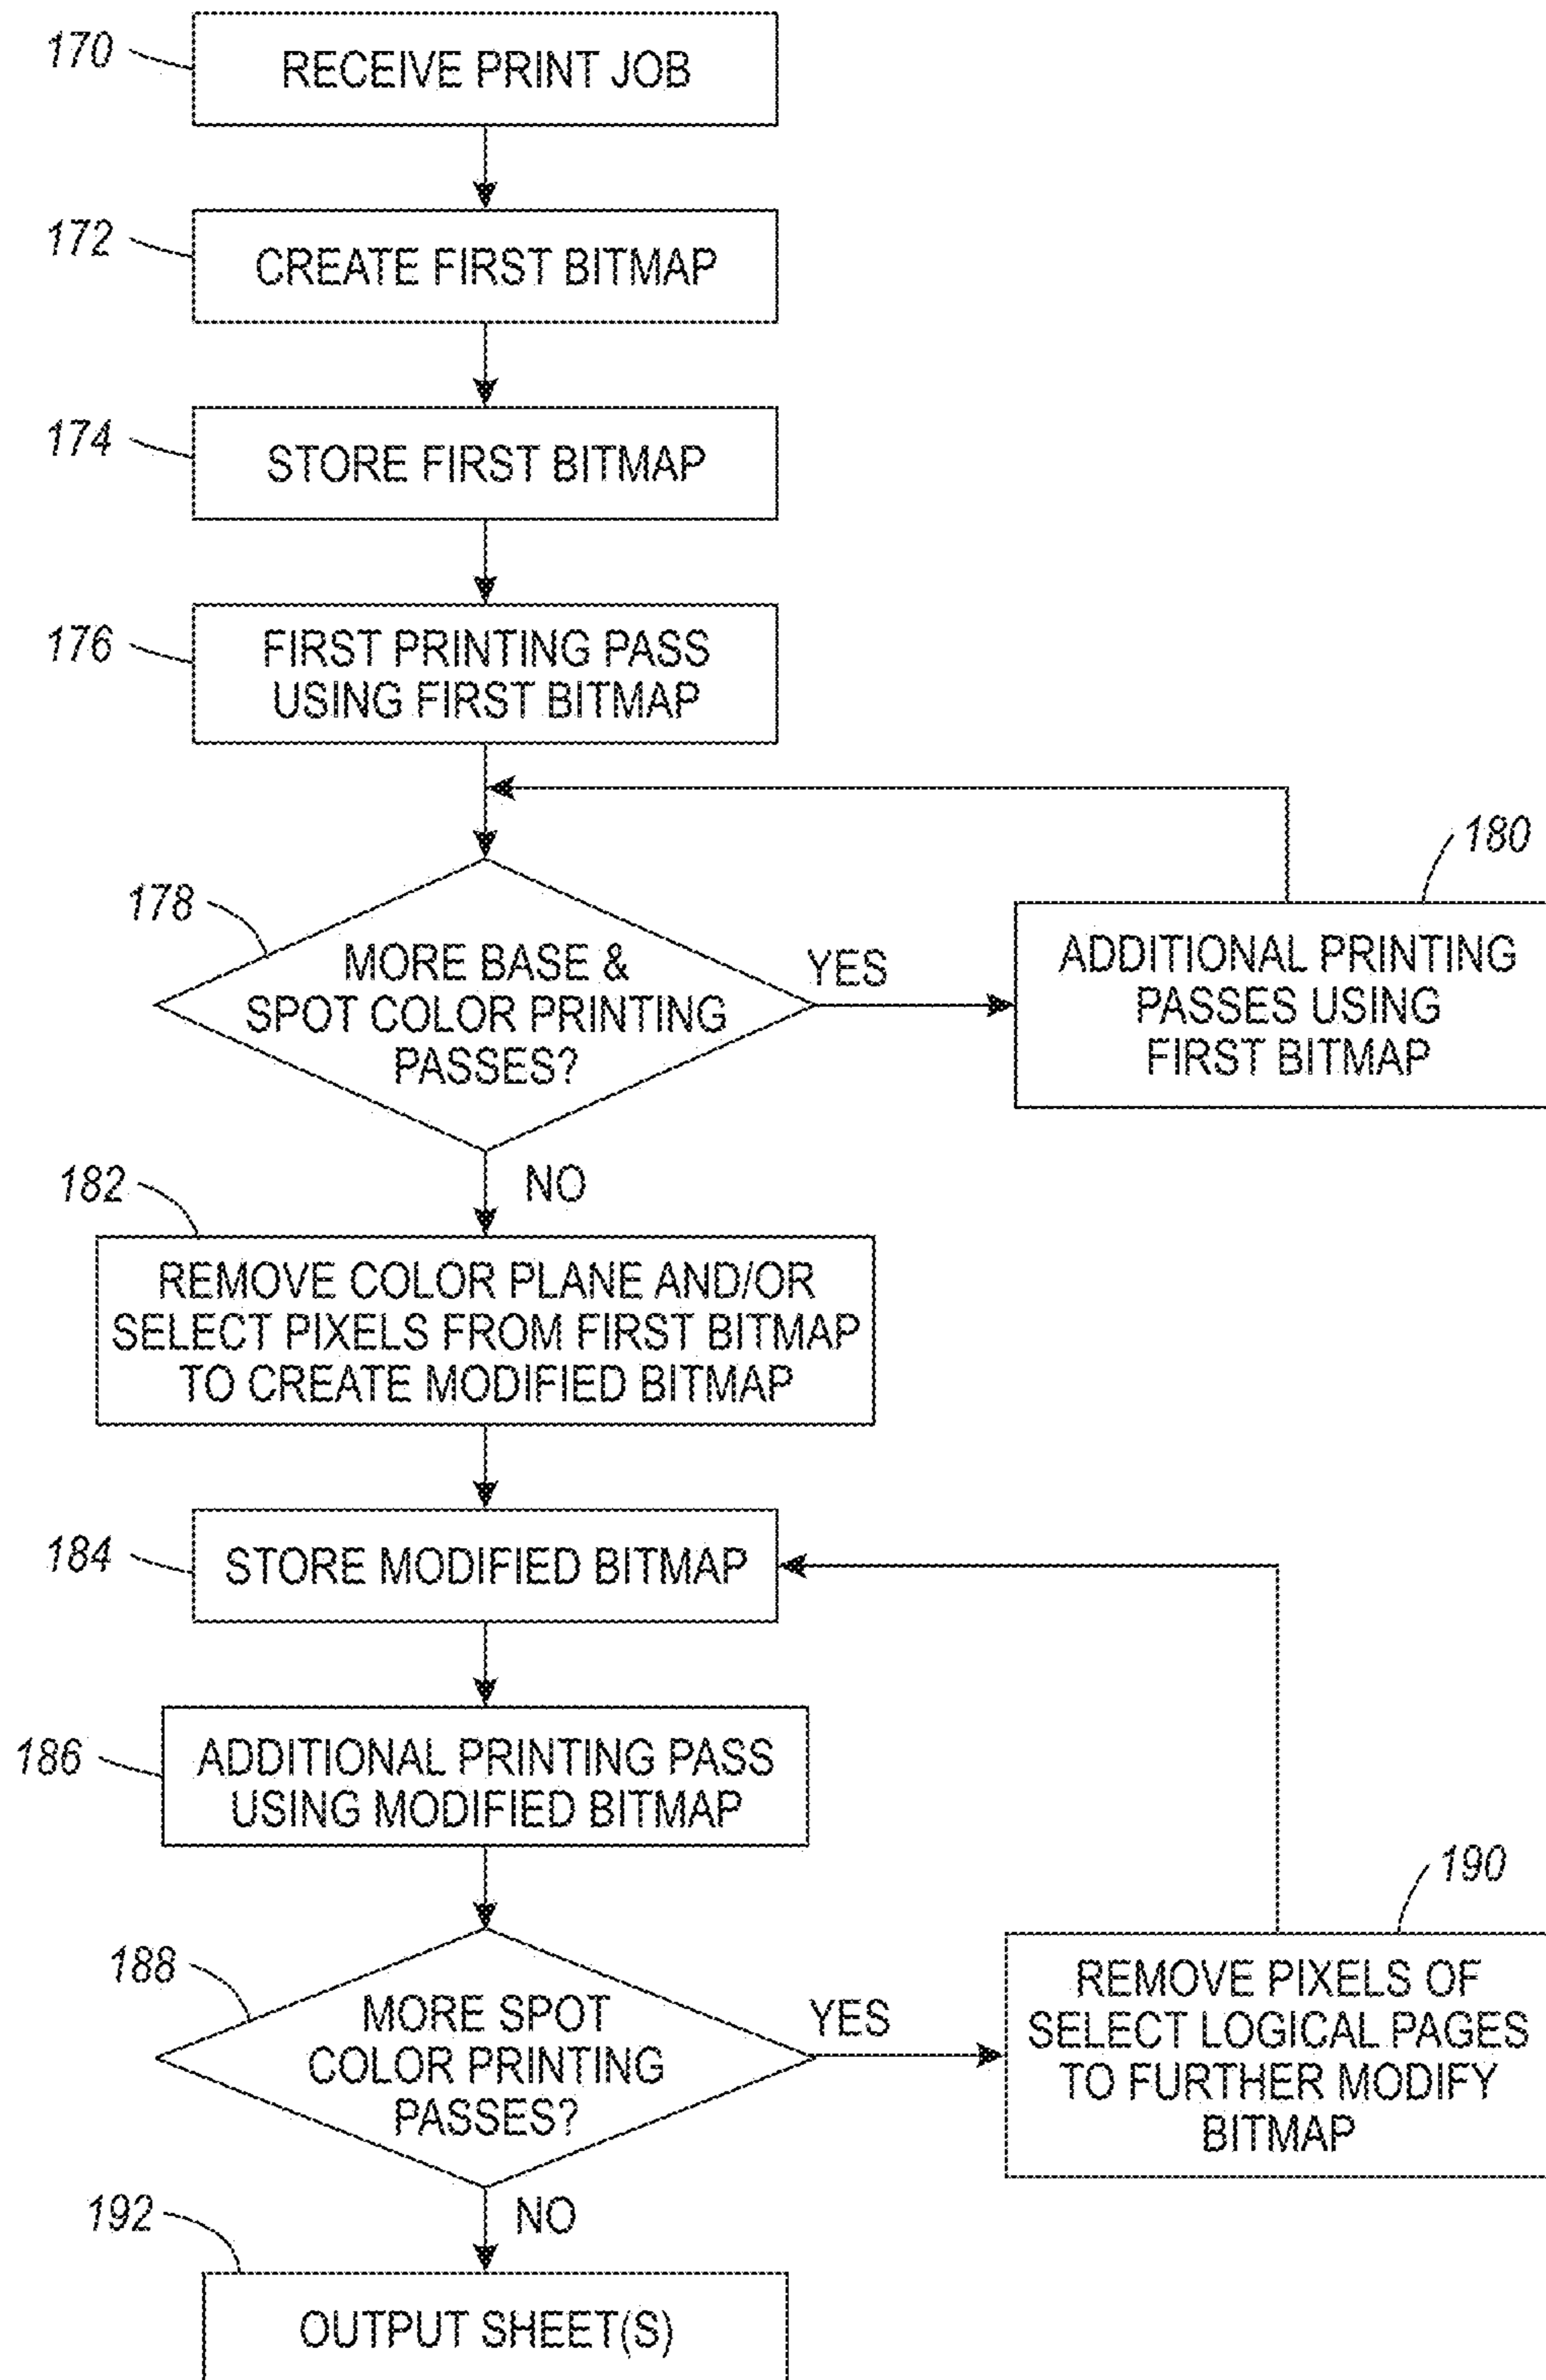 170
RECEIVE PRINT JOB
172
CREATE FIRST BITMAP
174
STORE FIRST BITMAP
176
FIRST PRINTING PASS
USING FIRST BITMAP
178
MORE BASE &
SPOT COLOR PRINTING
PASSES?
YES
180
ADDITIONAL PRINTING
PASSES USING
FIRST BITMAP
NO
182
REMOVE COLOR PLANE AND/OR
SELECT PIXELS FROM FIRST BITMAP
TO CREATE MODIFIED BITMAP
184
STORE MODIFIED BITMAP
186
ADDITIONAL PRINTING PASS
USING MODIFIED BITMAP
188
MORE SPOT
COLOR PRINTING
PASSES?
YES
190
REMOVE PIXELS OF
SELECT LOGICAL PAGES
TO FURTHER MODIFY
BITMAP
NO
192
OUTPUT SHEET(S)